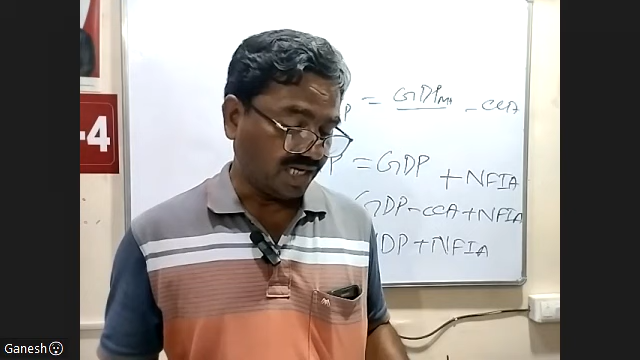 P = GDPMP - CCA
P = GDP + NFIA
GDP - CCA + NFIA
DP + NFIA
-4
Ganesh😮